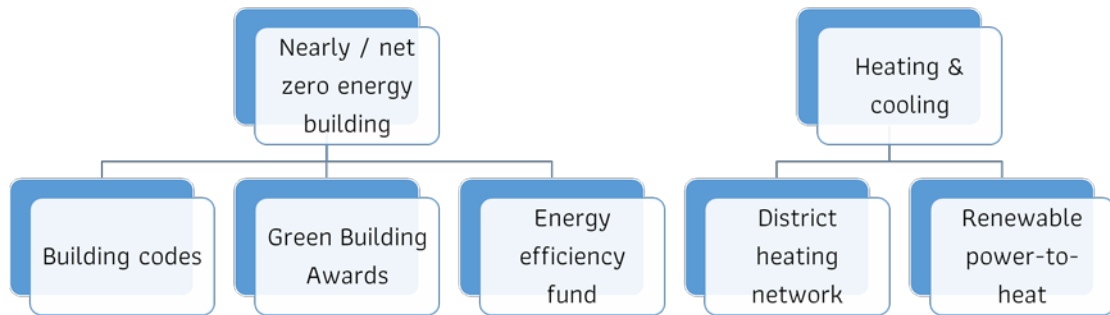 Nearly / net
zero energy
building
Heating &
cooling
Building codes
Green Building
Awards
Energy
efficiency
fund
District
heating
network
Renewable
power-to-
heat